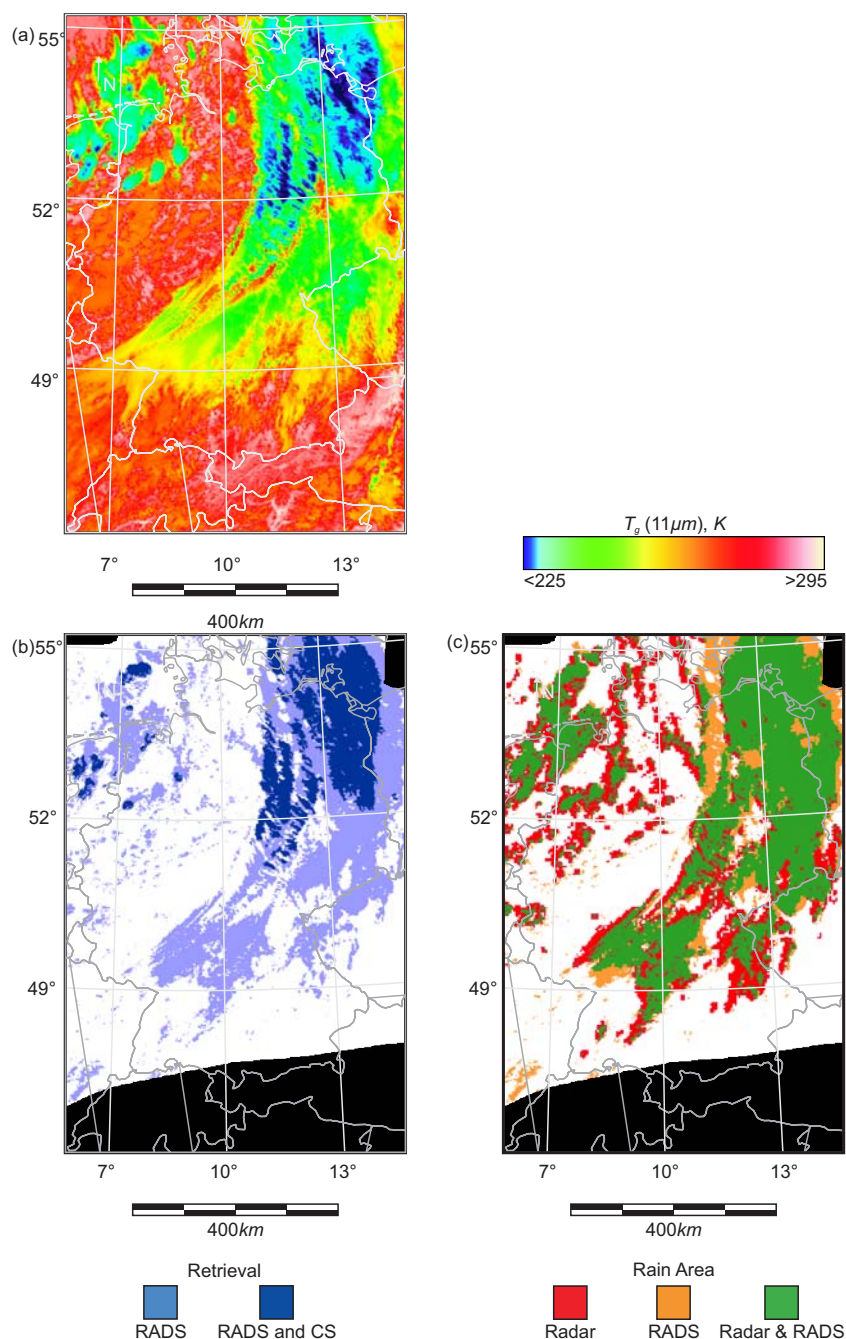 (a)
55°
N
52°
49°
7° 10° 13°
400km
T_g (11μm), K
<225 >295
(b)
55°
52°
49°
7° 10° 13°
400km
(c)
N
7° 10° 13°
55°
52°
49°
400km
Retrieval
RADS RADS and CS
Rain Area
Radar RADS Radar & RADS